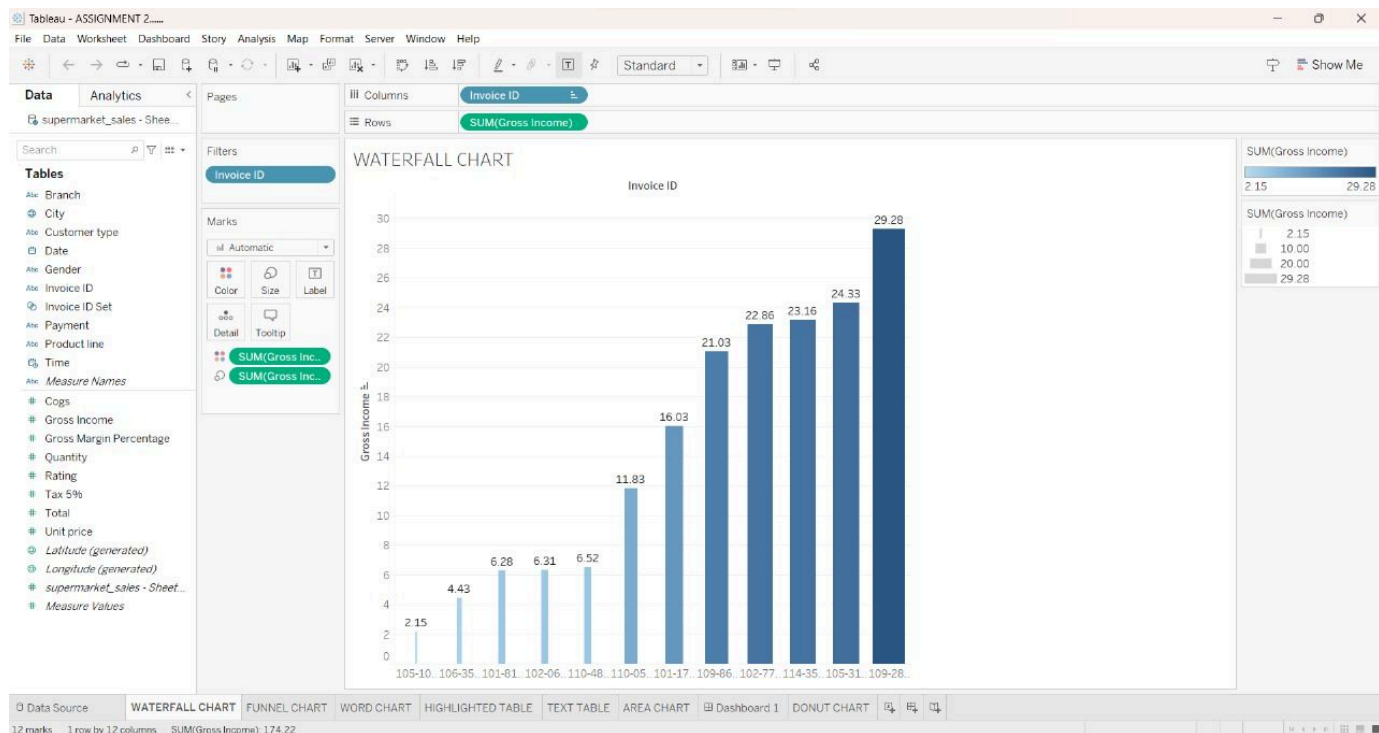 Tableau - ASSIGNMENT 2......
File Data Worksheet Dashboard Story Analysis Map Format Server Window Help
Standard
Show Me
Data Analytics
supermarket_sales - Shee...
Search
Tables
Abc Branch
City
Abc Customer type
Date
Abc Gender
Abc Invoice ID
Invoice ID Set
Abc Payment
Abc Product line
Time
Abc Measure Names
# Cogs
# Gross Income
# Gross Margin Percentage
# Quantity
# Rating
# Tax 5%
# Total
# Unit price
Latitude (generated)
Longitude (generated)
# supermarket_sales - Sheet...
# Measure Values
Pages
Filters
Invoice ID
Marks
Automatic
Color Size Label
Detail Tooltip
SUM(Gross Inc..
SUM(Gross Inc..
Columns Invoice ID
Rows SUM(Gross Income)
WATERFALL CHART
Invoice ID
Gross Income
30
28
26
24
22
20
18
16
14
12
10
8
6
4
2
0
2.15 4.43 6.28 6.31 6.52 11.83 16.03 21.03 22.86 23.16 24.33 29.28
105-10.. 106-35.. 101-81.. 102-06.. 110-48.. 110-05.. 101-17.. 109-86.. 102-77.. 114-35.. 105-31.. 109-28..
SUM(Gross Income)
2.15 29.28
SUM(Gross Income)
2.15
10.00
20.00
29.28
Data Source WATERFALL CHART FUNNEL CHART WORD CHART HIGHLIGHTED TABLE TEXT TABLE AREA CHART Dashboard 1 DONUT CHART
12 marks 1 row by 12 columns SUM(Gross Income): 174.22